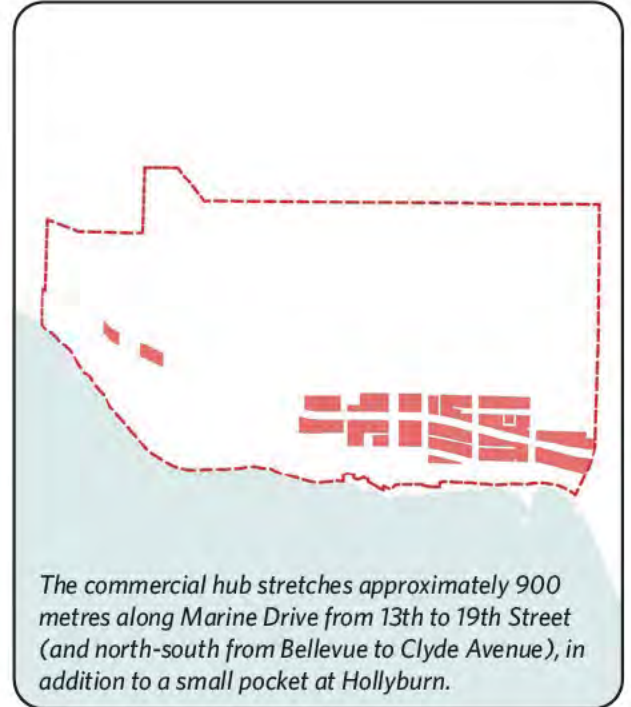 The commercial hub stretches approximately 900
metres along Marine Drive from 13th to 19th Street
(and north-south from Bellevue to Clyde Avenue), in
addition to a small pocket at Hollyburn.